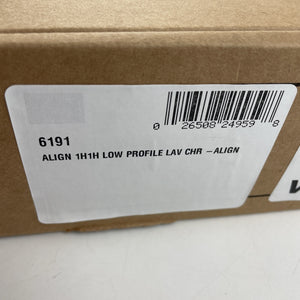 0 26508 24959 8
6191
ALIGN 1H1H LOW PROFILE LAV CHR –ALIGN